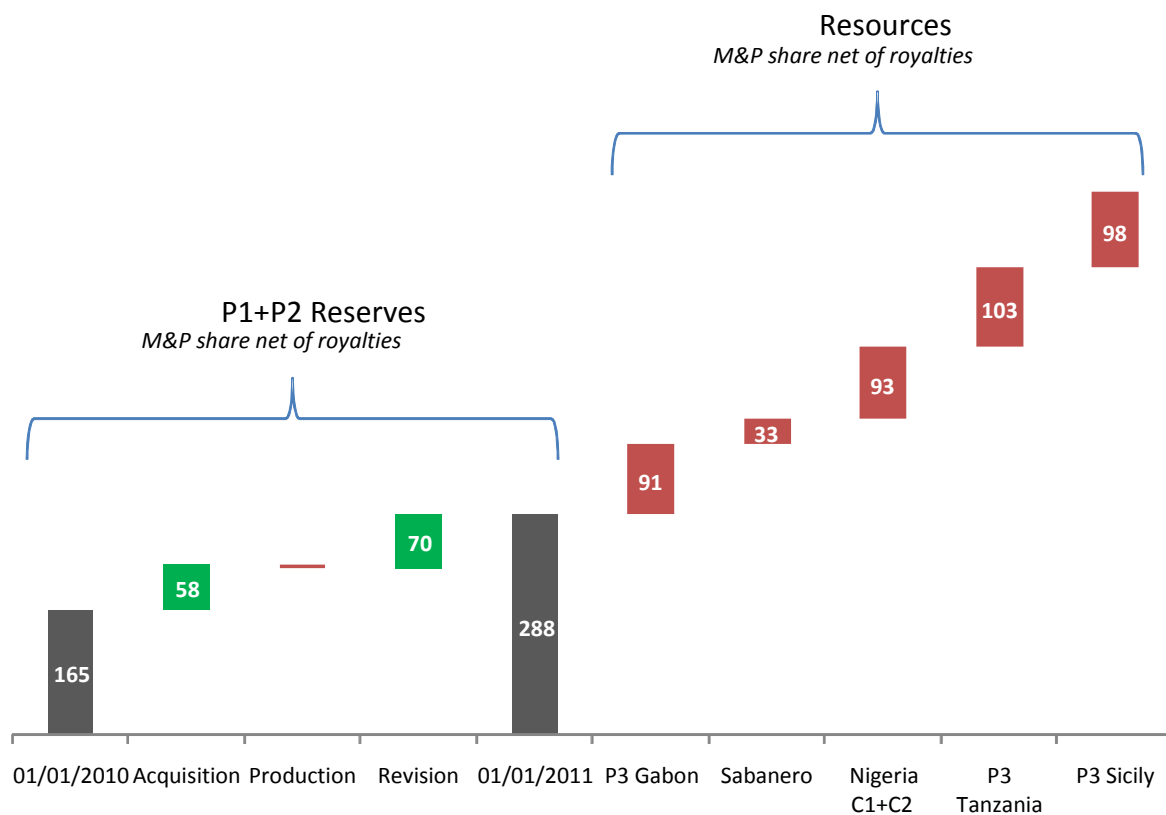 Resources
M&P share net of royalties
P1+P2 Reserves
M&P share net of royalties
98
103
93
33
91
70
58
288
165
01/01/2010 Acquisition Production Revision 01/01/2011 P3 Gabon Sabanero Nigeria P3 P3 Sicily
C1+C2 Tanzania